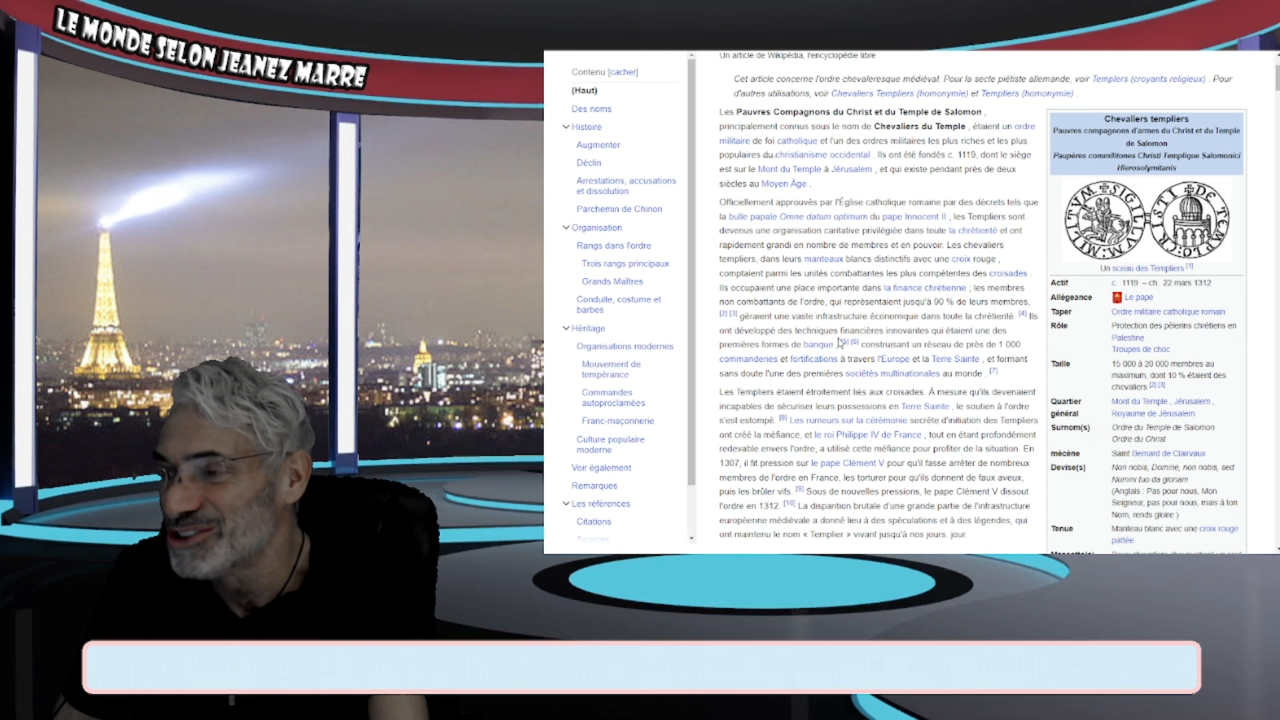 LE MONDE SELON JEANEZ MARRE
Un article de Wikipédia, l'encyclopédie libre
Contenu [cacher]
(Haut)
Des noms
Histoire
Augmenter
Déclin
Arrestations, accusations
et dissolution
Parchemin de Chinon
Organisation
Rangs dans l'ordre
Trois rangs principaux
Grands Maîtres
Conduite, costume et
barbes
Héritage
Organisations modernes
Mouvement de
tempérance
Commandes
autoproclamées
Franc-maçonnerie
Culture populaire
moderne
Voir également
Remarques
Les références
Citations
Sources
Cet article concerne l'ordre chevaleresque médiéval. Pour la secte piétiste allemande, voir Templiers (croyants religieux) . Pour
d'autres utilisations, voir Chevaliers Templiers (homonymie) et Templiers (homonymie) .
Les Pauvres Compagnons du Christ et du Temple de Salomon ,
principalement connus sous le nom de Chevaliers du Temple , étaient un ordre
militaire de foi catholique et l'un des ordres militaires les plus riches et les plus
populaires du christianisme occidental . Ils ont été fondés c. 1119, dont le siège
est sur le Mont du Temple à Jérusalem , et qui existe pendant près de deux
siècles au Moyen Âge .
Officiellement approuvés par l'Église catholique romaine par des décrets tels que
la bulle papale Omne datum optimum du pape Innocent II , les Templiers sont
devenus une organisation caritative privilégiée dans toute la chrétienté et ont
rapidement grandi en nombre de membres et en pouvoir. Les chevaliers
templiers, dans leurs manteaux blancs distinctifs avec une croix rouge ,
comptaient parmi les unités combattantes les plus compétentes des croisades .
Ils occupaient une place importante dans la finance chrétienne ; les membres
non combattants de l'ordre, qui représentaient jusqu'à 90 % de leurs membres,
[2] [3] géraient une vaste infrastructure économique dans toute la chrétienté. [4] Ils
ont développé des techniques financières innovantes qui étaient une des
premières formes de banque [5] [6] construisant un réseau de près de 1 000
commanderies et fortifications à travers l'Europe et la Terre Sainte , et formant
sans doute l'une des premières sociétés multinationales au monde . [7]
Les Templiers étaient étroitement liés aux croisades. À mesure qu'ils devenaient
incapables de sécuriser leurs possessions en Terre Sainte , le soutien à l'ordre
s'est estompé. [8] Les rumeurs sur la cérémonie secrète d'initiation des Templiers
ont créé la méfiance, et le roi Philippe IV de France , tout en étant profondément
redevable envers l'ordre, a utilisé cette méfiance pour profiter de la situation. En
1307, il fit pression sur le pape Clément V pour qu'il fasse arrêter de nombreux
membres de l'ordre en France, les torturer pour qu'ils donnent de faux aveux,
puis les brûler vifs. [9] Sous de nouvelles pressions, le pape Clément V dissout
l'ordre en 1312. [10] La disparition brutale d'une grande partie de l'infrastructure
européenne médiévale a donné lieu à des spéculations et à des légendes, qui
ont maintenu le nom « Templier » vivant jusqu'à nos jours. jour.
Chevaliers templiers
Pauvres compagnons d'armes du Christ et du Temple
de Salomon
Paupères commilitones Christi Templique Salomonici
Hierosolymitanis
Un sceau des Templiers [1]
Actif c. 1119 – ch. 22 mars 1312
Allégeance Le pape
Taper Ordre militaire catholique romain
Rôle Protection des pèlerins chrétiens en
Palestine
Troupes de choc
Taille 15 000 à 20 000 membres au
maximum, dont 10 % étaient des
chevaliers [2] [3]
Quartier Mont du Temple , Jérusalem ,
général Royaume de Jérusalem
Surnom(s) Ordre du Temple de Salomon
Ordre du Christ
mécène Saint Bernard de Clairvaux
Devise(s) Non nobis, Domine, non nobis, sed
Nomini tuo da gloriam
(Anglais : Pas pour nous, Mon
Seigneur, pas pour nous, mais à ton
Nom, rends gloire )
Tenue Manteau blanc avec une croix rouge
pattée